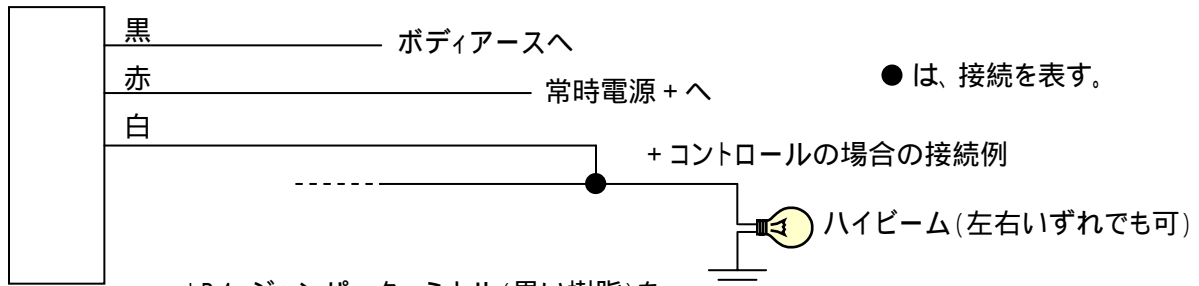 黒
ボディアースへ
赤
常時電源 + へ
● は、接続を表す。
白
+ コントロールの場合の接続例
ハイビーム(左右いずれでも可)